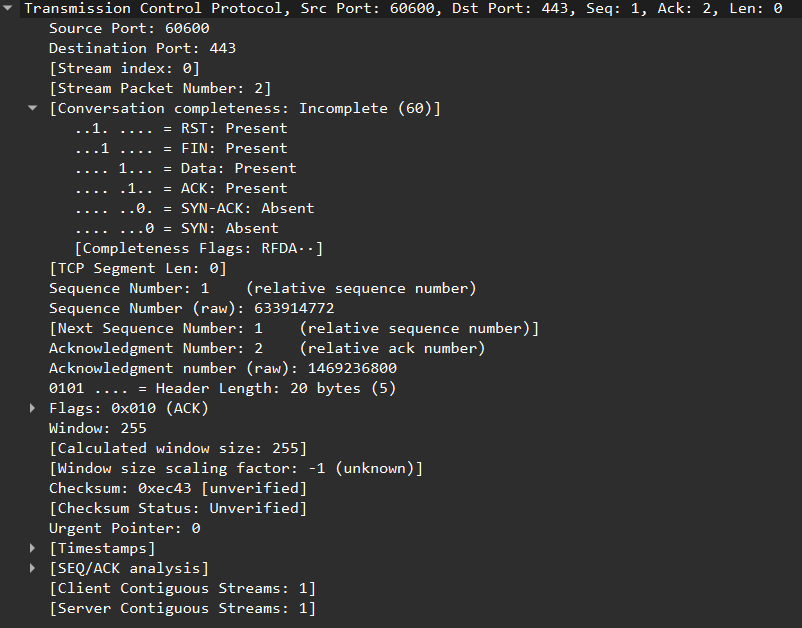 Transmission Control Protocol, Src Port: 60600, Dst Port: 443, Seq: 1, Ack: 2, Len: 0
Source Port: 60600
Destination Port: 443
[Stream index: 0]
[Stream Packet Number: 2]
[Conversation completeness: Incomplete (60)]
..1. .... = RST: Present
...1 .... = FIN: Present
.... 1... = Data: Present
.... .1.. = ACK: Present
.... ..0. = SYN-ACK: Absent
.... ...0 = SYN: Absent
[Completeness Flags: RFDA··]
[TCP Segment Len: 0]
Sequence Number: 1    (relative sequence number)
Sequence Number (raw): 633914772
[Next Sequence Number: 1    (relative sequence number)]
Acknowledgment Number: 2    (relative ack number)
Acknowledgment number (raw): 1469236800
0101 .... = Header Length: 20 bytes (5)
Flags: 0x010 (ACK)
Window: 255
[Calculated window size: 255]
[Window size scaling factor: -1 (unknown)]
Checksum: 0xec43 [unverified]
[Checksum Status: Unverified]
Urgent Pointer: 0
[Timestamps]
[SEQ/ACK analysis]
[Client Contiguous Streams: 1]
[Server Contiguous Streams: 1]